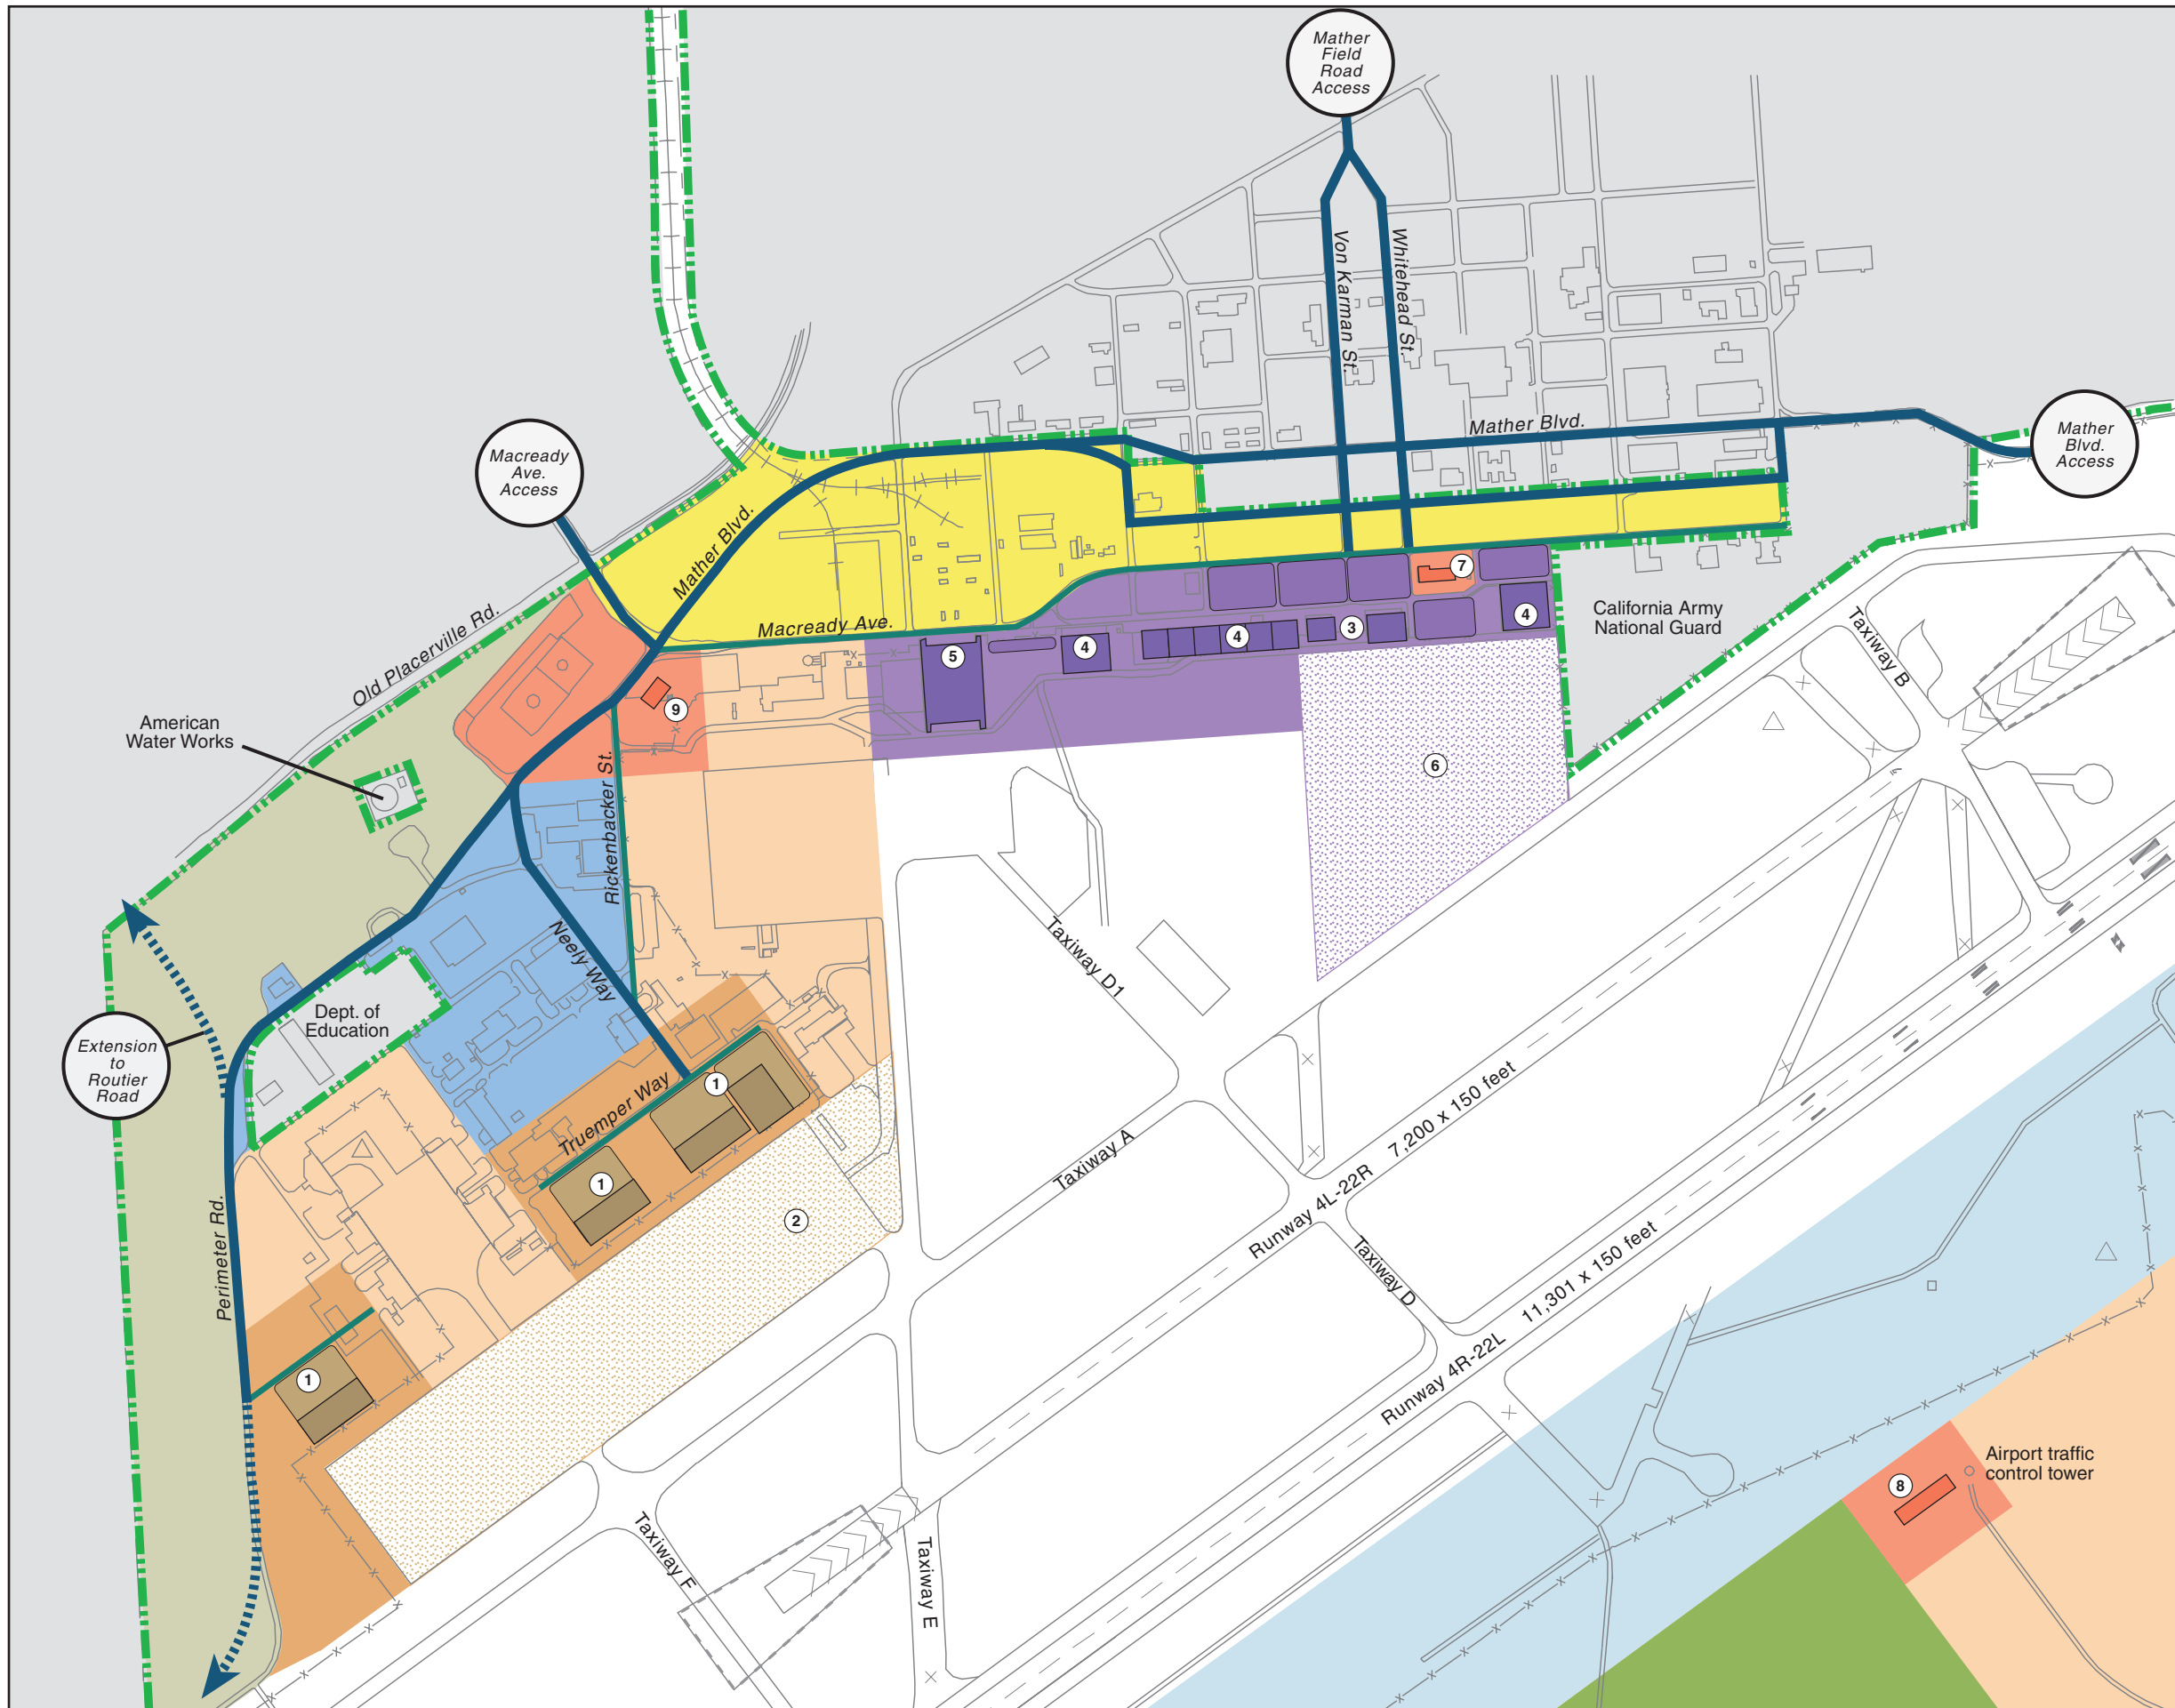 Mather
Field
Road
Access
Von Karman St.
Whitehead St.
Mather Blvd.
Mather
Blvd.
Access
Macready
Ave.
Access
Mather Blvd.
Macready Ave.
Old Placerville Rd.
American
Water Works
California Army
National Guard
Taxiway B
7
4
3
4
4
5
9
6
Rickenbacker St.
Neely Way
Taxiway D1
Dept. of
Education
Extension
to
Routier
Road
1
Truemper Way
1
2
Taxiway A
Runway 4L-22R 7,200 x 150 feet
Taxiway D
Runway 4R-22L 11,301 x 150 feet
Perimeter Rd.
1
Taxiway F
Taxiway E
8
Airport traffic
control tower